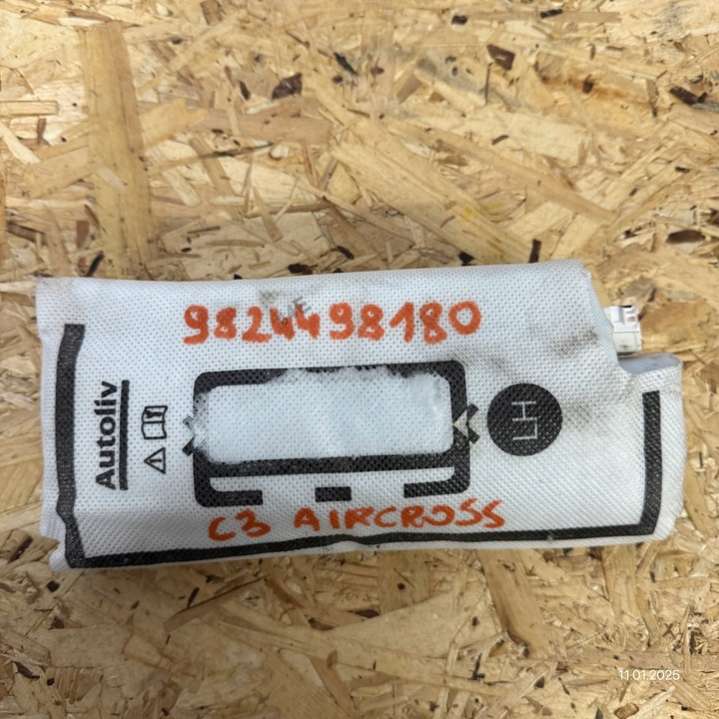 9824498180
Autoliv
LH
C3 AIRCROSS
11 01.2025